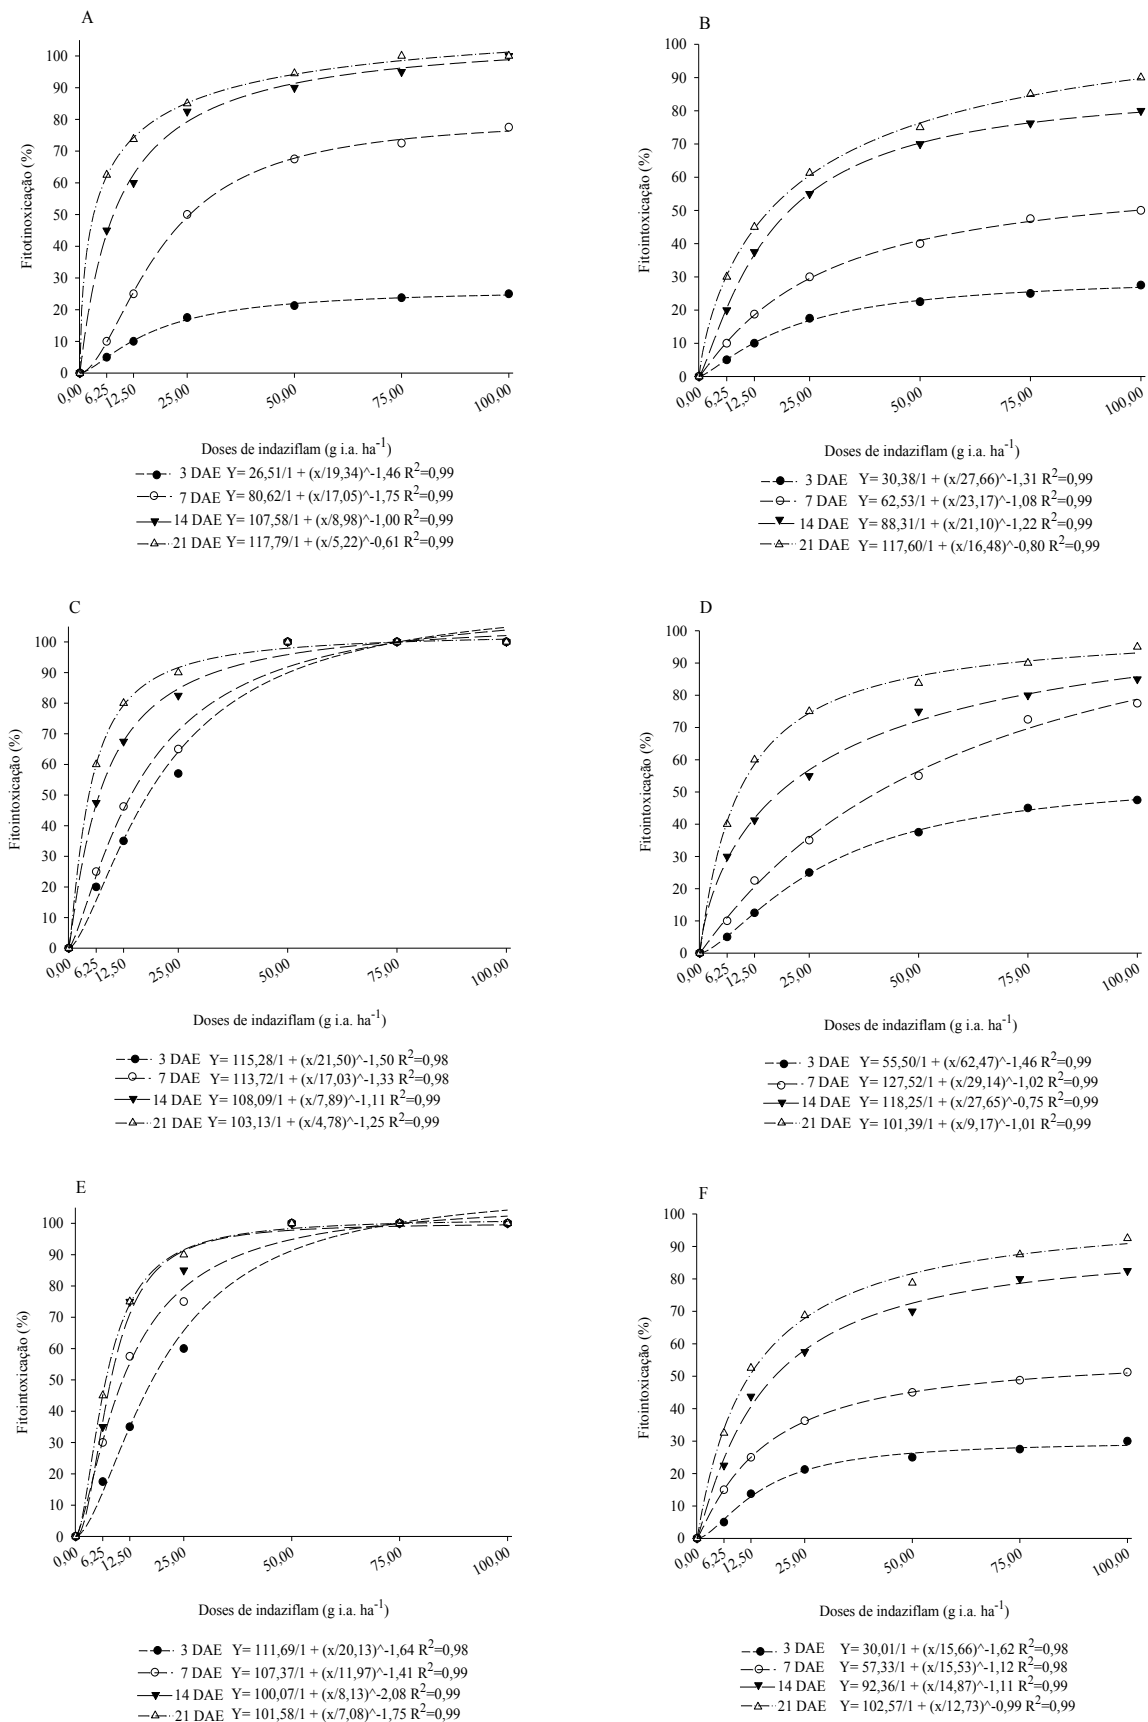 A
Fitotinoxicação (%)
100
90
80
70
60
50
40
30
20
10
0
0,00 6,25 12,50 25,00 50,00 75,00 100,00
Doses de indaziflam (g i.a. ha-1)
3 DAE Y= 26,51/1 + (x/19,34)^-1,46 R2=0,99
7 DAE Y= 80,62/1 + (x/17,05)^-1,75 R2=0,99
14 DAE Y= 107,58/1 + (x/8,98)^-1,00 R2=0,99
21 DAE Y= 117,79/1 + (x/5,22)^-0,61 R2=0,99
B
Fitointoxicação (%)
100
90
80
70
60
50
40
30
20
10
0
0,00 6,25 12,50 25,00 50,00 75,00 100,00
Doses de indaziflam (g i.a. ha-1)
3 DAE Y= 30,38/1 + (x/27,66)^-1,31 R2=0,99
7 DAE Y= 62,53/1 + (x/23,17)^-1,08 R2=0,99
14 DAE Y= 88,31/1 + (x/21,10)^-1,22 R2=0,99
21 DAE Y= 117,60/1 + (x/16,48)^-0,80 R2=0,99
C
Fitointoxicação (%)
100
90
80
70
60
50
40
30
20
10
0
0,00 6,25 12,50 25,00 50,00 75,00 100,00
Doses de indaziflam (g i.a. ha-1)
3 DAE Y= 115,28/1 + (x/21,50)^-1,50 R2=0,98
7 DAE Y= 113,72/1 + (x/17,03)^-1,33 R2=0,98
14 DAE Y= 108,09/1 + (x/7,89)^-1,11 R2=0,99
21 DAE Y= 103,13/1 + (x/4,78)^-1,25 R2=0,99
D
Fitointoxicação (%)
100
90
80
70
60
50
40
30
20
10
0
0,00 6,25 12,50 25,00 50,00 75,00 100,00
Doses de indaziflam (g i.a. ha-1)
3 DAE Y= 55,50/1 + (x/62,47)^-1,46 R2=0,99
7 DAE Y= 127,52/1 + (x/29,14)^-1,02 R2=0,99
14 DAE Y= 118,25/1 + (x/27,65)^-0,75 R2=0,99
21 DAE Y= 101,39/1 + (x/9,17)^-1,01 R2=0,99
E
Fitointoxicação (%)
100
90
80
70
60
50
40
30
20
10
0
0,00 6,25 12,50 25,00 50,00 75,00 100,00
Doses de indaziflam (g i.a. ha-1)
3 DAE Y= 111,69/1 + (x/20,13)^-1,64 R2=0,98
7 DAE Y= 107,37/1 + (x/11,97)^-1,41 R2=0,99
14 DAE Y= 100,07/1 + (x/8,13)^-2,08 R2=0,99
21 DAE Y= 101,58/1 + (x/7,08)^-1,75 R2=0,99
F
Fitointoxicação (%)
100
90
80
70
60
50
40
30
20
10
0
0,00 6,25 12,50 25,00 50,00 75,00 100,00
Doses de indaziflam (g i.a. ha-1)
3 DAE Y= 30,01/1 + (x/15,66)^-1,62 R2=0,98
7 DAE Y= 57,33/1 + (x/15,53)^-1,12 R2=0,98
14 DAE Y= 92,36/1 + (x/14,87)^-1,11 R2=0,99
21 DAE Y= 102,57/1 + (x/12,73)^-0,99 R2=0,99